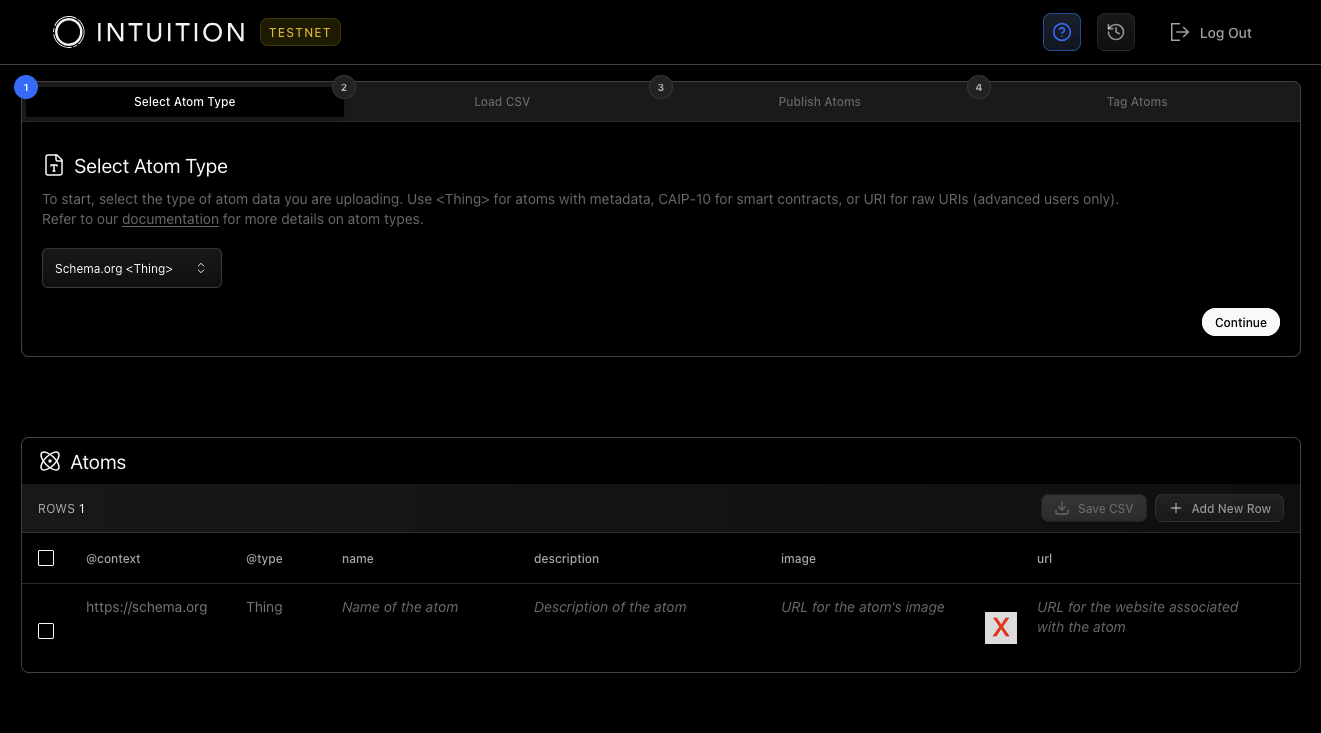 INTUITION TESTNET Log Out
1 2 3 4
Select Atom Type Load CSV Publish Atoms Tag Atoms
Select Atom Type
To start, select the type of atom data you are uploading. Use <Thing> for atoms with metadata, CAIP-10 for smart contracts, or URI for raw URIs (advanced users only).
Refer to our documentation for more details on atom types.
Schema.org <Thing>
Continue
Atoms
ROWS 1 Save CSV Add New Row
@context @type name description image url
https://schema.org Thing Name of the atom Description of the atom URL for the atom's image URL for the website associated
X with the atom